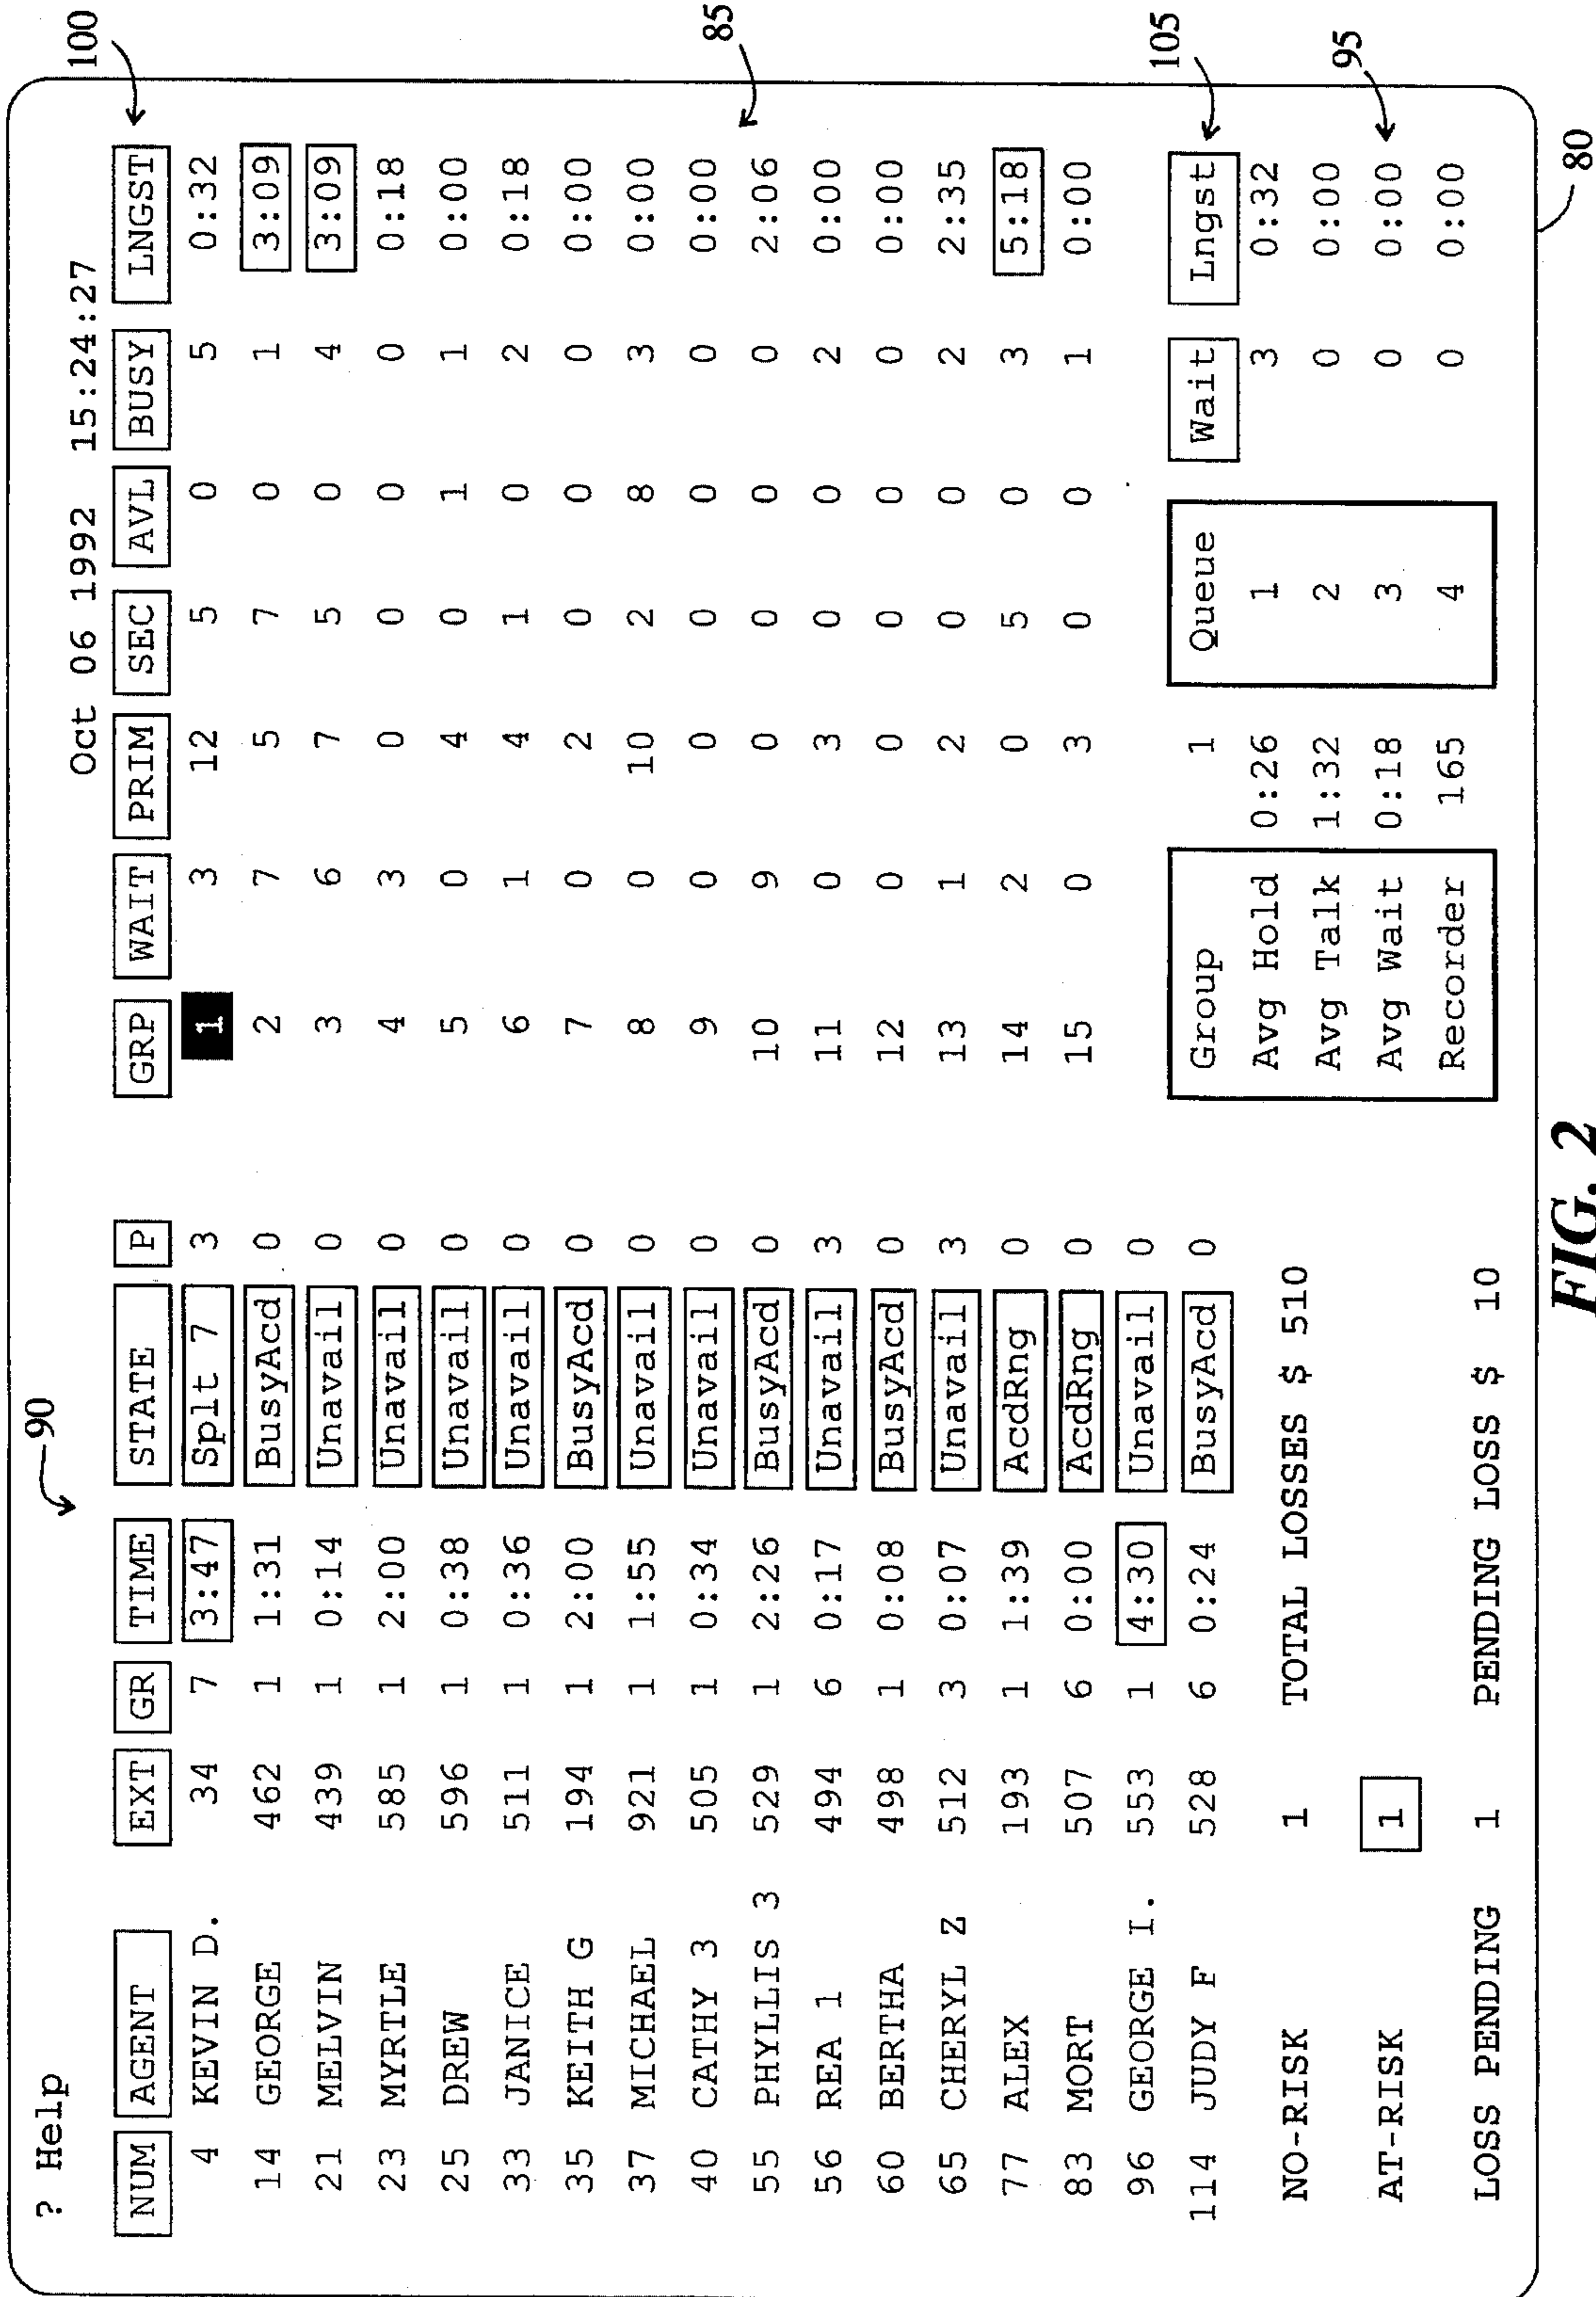 ? Help
90
Oct 06 1992 15:24:27
100
NUM AGENT EXT GR TIME STATE P GRP WAIT PRIM SEC AVL BUSY LNGST
4 KEVIN D. 34 7 3:47 Splt 7 3 1 3 12 5 0 5 0:32
14 GEORGE 462 1 1:31 BusyAcd 0 2 7 5 7 0 1 3:09
21 MELVIN 439 1 0:14 Unavail 0 3 6 7 5 0 4 3:09
23 MYRTLE 585 1 2:00 Unavail 0 4 3 0 0 0 0 0:18
25 DREW 596 1 0:38 Unavail 0 5 0 4 0 1 1 0:00
33 JANICE 511 1 0:36 Unavail 0 6 1 4 1 0 2 0:18
35 KEITH G 194 1 2:00 BusyAcd 0 7 0 2 0 0 0 0:00
37 MICHAEL 921 1 1:55 Unavail 0 8 0 10 2 8 3 0:00
40 CATHY 3 505 1 0:34 Unavail 0 9 0 0 0 0 0 0:00
55 PHYLLIS 3 529 1 2:26 BusyAcd 0 10 9 0 0 0 0 2:06
85
56 REA 1 494 6 0:17 Unavail 3 11 0 3 0 0 2 0:00
60 BERTHA 498 1 0:08 BusyAcd 0 12 0 0 0 0 0 0:00
65 CHERYL Z 512 3 0:07 Unavail 3 13 1 2 0 0 2 2:35
77 ALEX 193 1 1:39 AcdRng 0 14 2 0 5 0 3 5:18
83 MORT 507 6 0:00 AcdRng 0 15 0 3 0 0 1 0:00
96 GEORGE I. 553 1 4:30 Unavail 0
114 JUDY F 528 6 0:24 BusyAcd 0 Group 1 Queue Wait Lngst
105
NO-RISK 1 TOTAL LOSSES $ 510 Avg Hold 0:26 1 3 0:32
Avg Talk 1:32 2 0 0:00
AT-RISK 1 Avg Wait 0:18 3 0 0:00
95
LOSS PENDING 1 PENDING LOSS $ 10 Recorder 165 4 0 0:00
80
FIG. 2